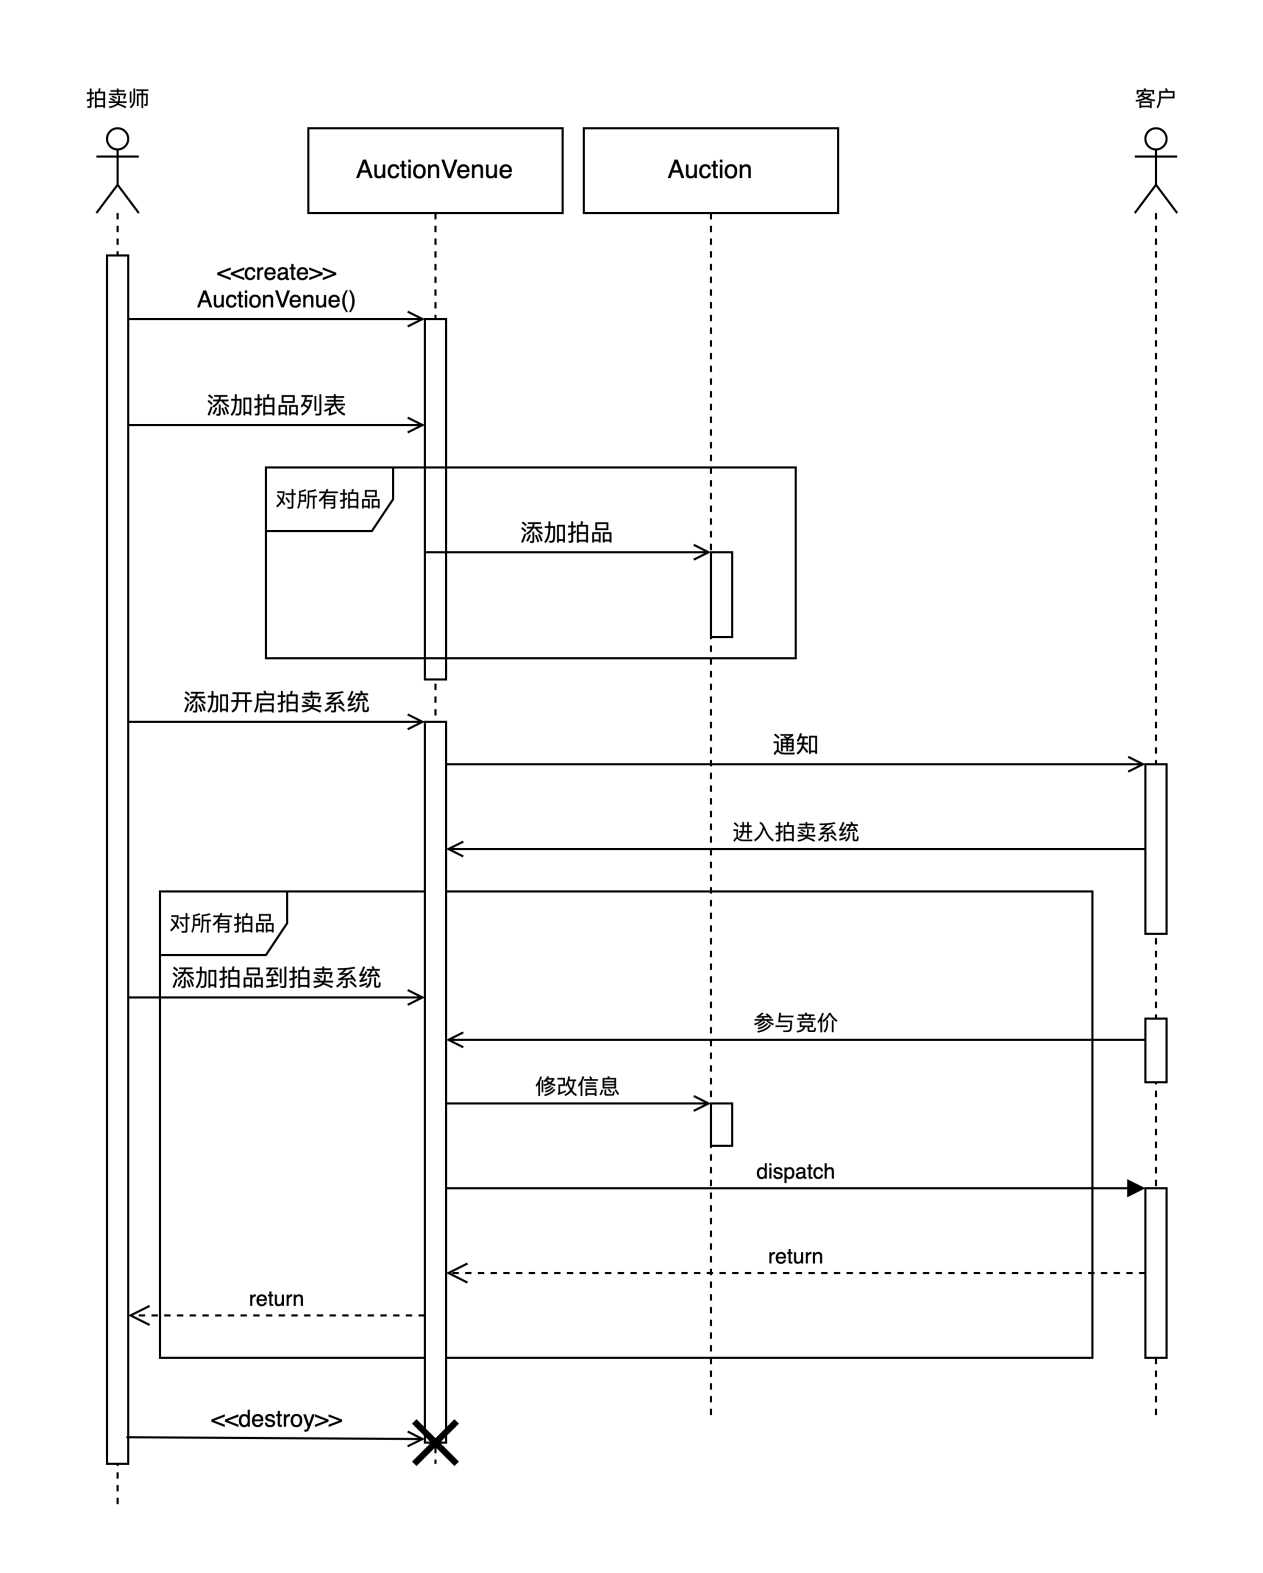 拍卖师
客户
AuctionVenue
Auction
<<create>>
AuctionVenue()
添加拍品列表
对所有拍品
添加拍品
添加开启拍卖系统
通知
进入拍卖系统
对所有拍品
添加拍品到拍卖系统
参与竞价
修改信息
dispatch
return
return
<<destroy>>